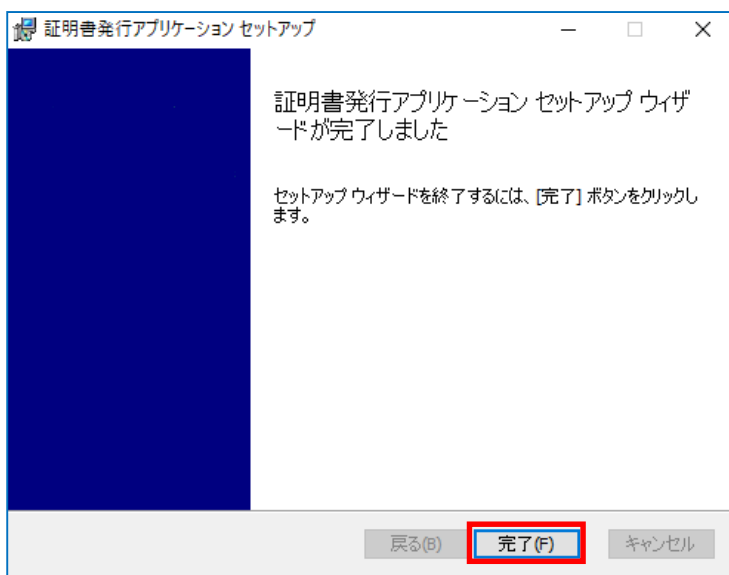 証明書発行アプリケーション セットアップ
証明書発行アプリケーション セットアップ ウィザ
ードが完了しました
セットアップ ウィザードを終了するには、[完了] ボタンをクリックし
ます。
戻る(B) 完了(F) キャンセル